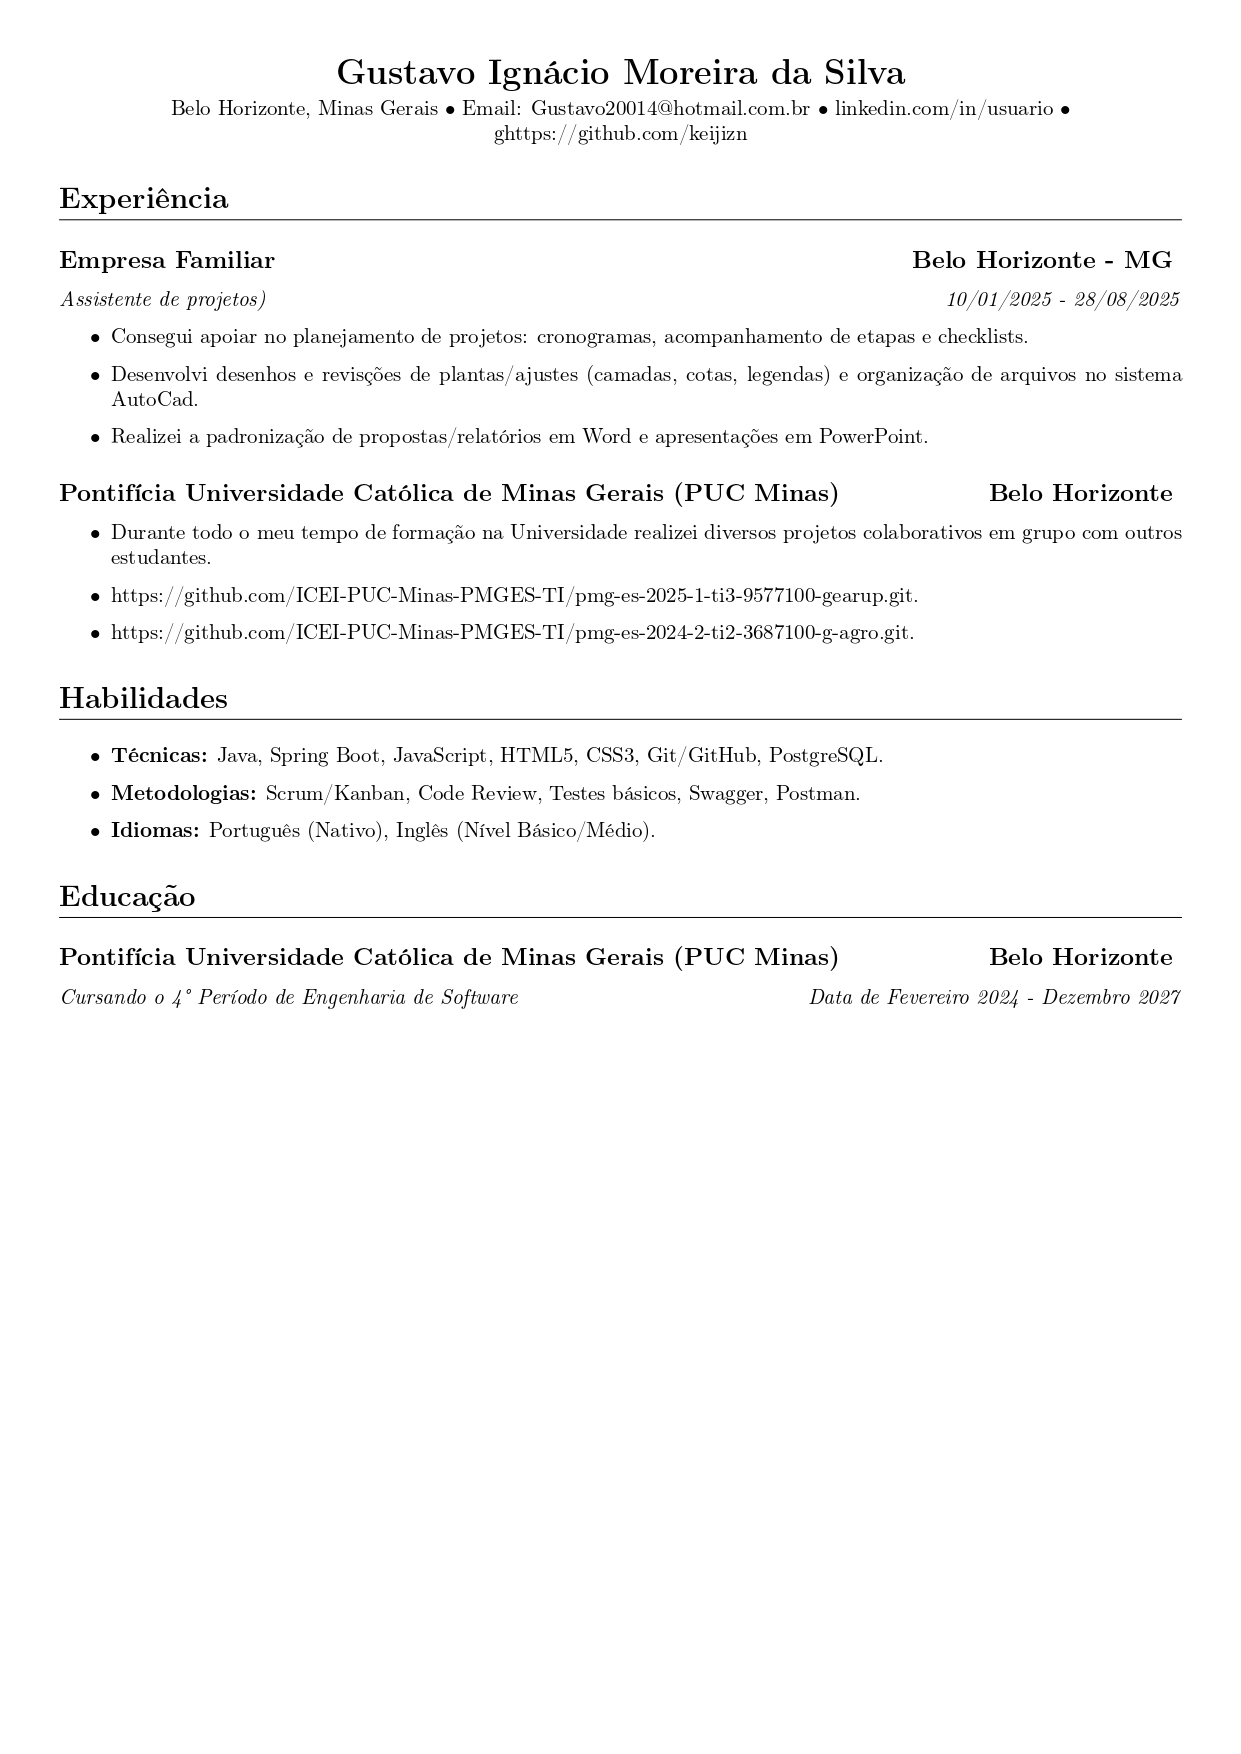 Gustavo Ignácio Moreira da Silva
Belo Horizonte, Minas Gerais • Email: Gustavo20014@hotmail.com.br • linkedin.com/in/usuario •
ghttps://github.com/keijizn
Experiência
Empresa Familiar Belo Horizonte - MG
Assistente de projetos) 10/01/2025 - 28/08/2025
• Consegui apoiar no planejamento de projetos: cronogramas, acompanhamento de etapas e checklists.
• Desenvolvi desenhos e revisções de plantas/ajustes (camadas, cotas, legendas) e organização de arquivos no sistema
AutoCad.
• Realizei a padronização de propostas/relatórios em Word e apresentações em PowerPoint.
Pontifícia Universidade Católica de Minas Gerais (PUC Minas) Belo Horizonte
• Durante todo o meu tempo de formação na Universidade realizei diversos projetos colaborativos em grupo com outros
estudantes.
• https://github.com/ICEI-PUC-Minas-PMGES-TI/pmg-es-2025-1-ti3-9577100-gearup.git.
• https://github.com/ICEI-PUC-Minas-PMGES-TI/pmg-es-2024-2-ti2-3687100-g-agro.git.
Habilidades
• Técnicas: Java, Spring Boot, JavaScript, HTML5, CSS3, Git/GitHub, PostgreSQL.
• Metodologias: Scrum/Kanban, Code Review, Testes básicos, Swagger, Postman.
• Idiomas: Português (Nativo), Inglês (Nível Básico/Médio).
Educação
Pontifícia Universidade Católica de Minas Gerais (PUC Minas) Belo Horizonte
Cursando o 4° Período de Engenharia de Software Data de Fevereiro 2024 - Dezembro 2027